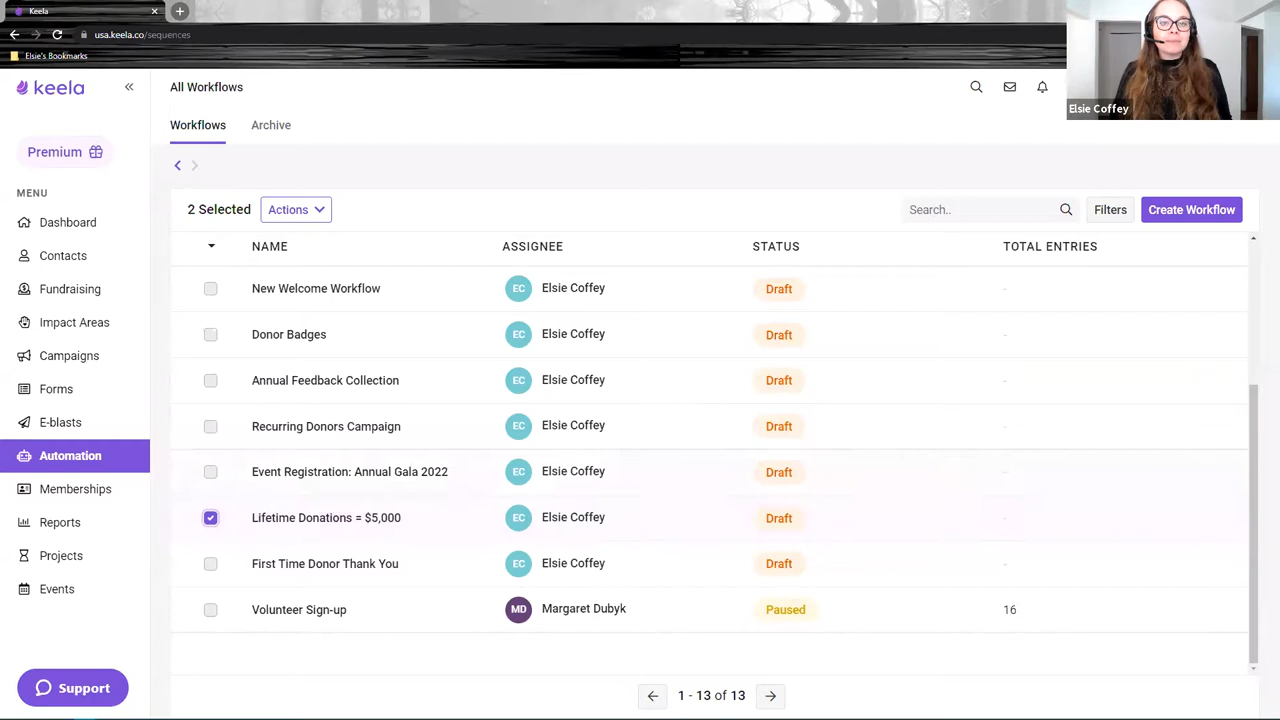 Keela
usa.keela.co/sequences
Elsie's Bookmarks
keela
All Workflows
Elsie Coffey
Workflows
Archive
Premium
MENU
2 Selected
Actions
Search..
Filters
Create Workflow
Dashboard
Contacts
Fundraising
Impact Areas
Campaigns
Forms
E-blasts
Automation
Memberships
Reports
Projects
Events
Support
NAME ASSIGNEE STATUS TOTAL ENTRIES
New Welcome Workflow EC Elsie Coffey Draft -
Donor Badges EC Elsie Coffey Draft -
Annual Feedback Collection EC Elsie Coffey Draft -
Recurring Donors Campaign EC Elsie Coffey Draft -
Event Registration: Annual Gala 2022 EC Elsie Coffey Draft -
Lifetime Donations = $5,000 EC Elsie Coffey Draft -
First Time Donor Thank You EC Elsie Coffey Draft -
Volunteer Sign-up MD Margaret Dubyk Paused 16
1 - 13 of 13